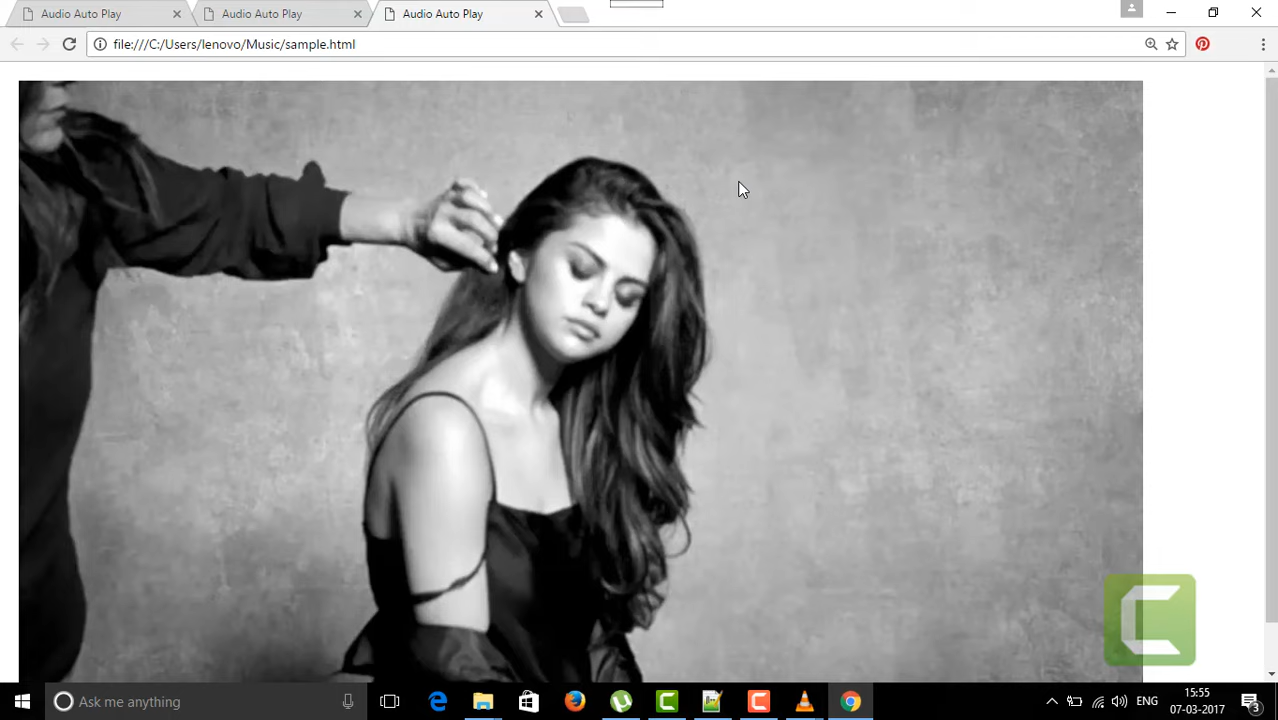 Audio Auto Play
Audio Auto Play
Audio Auto Play
file:///C:/Users/lenovo/Music/sample.html
Ask me anything
ENG
15:55
07-03-2017
3